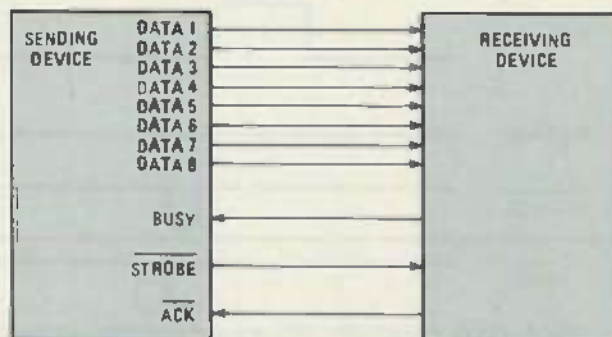 SENDING
DEVICE
DATA 1
DATA 2
DATA 3
DATA 4
DATA 5
DATA 6
DATA 7
DATA 8
BUSY
STROBE
ACK
RECEIVING
DEVICE